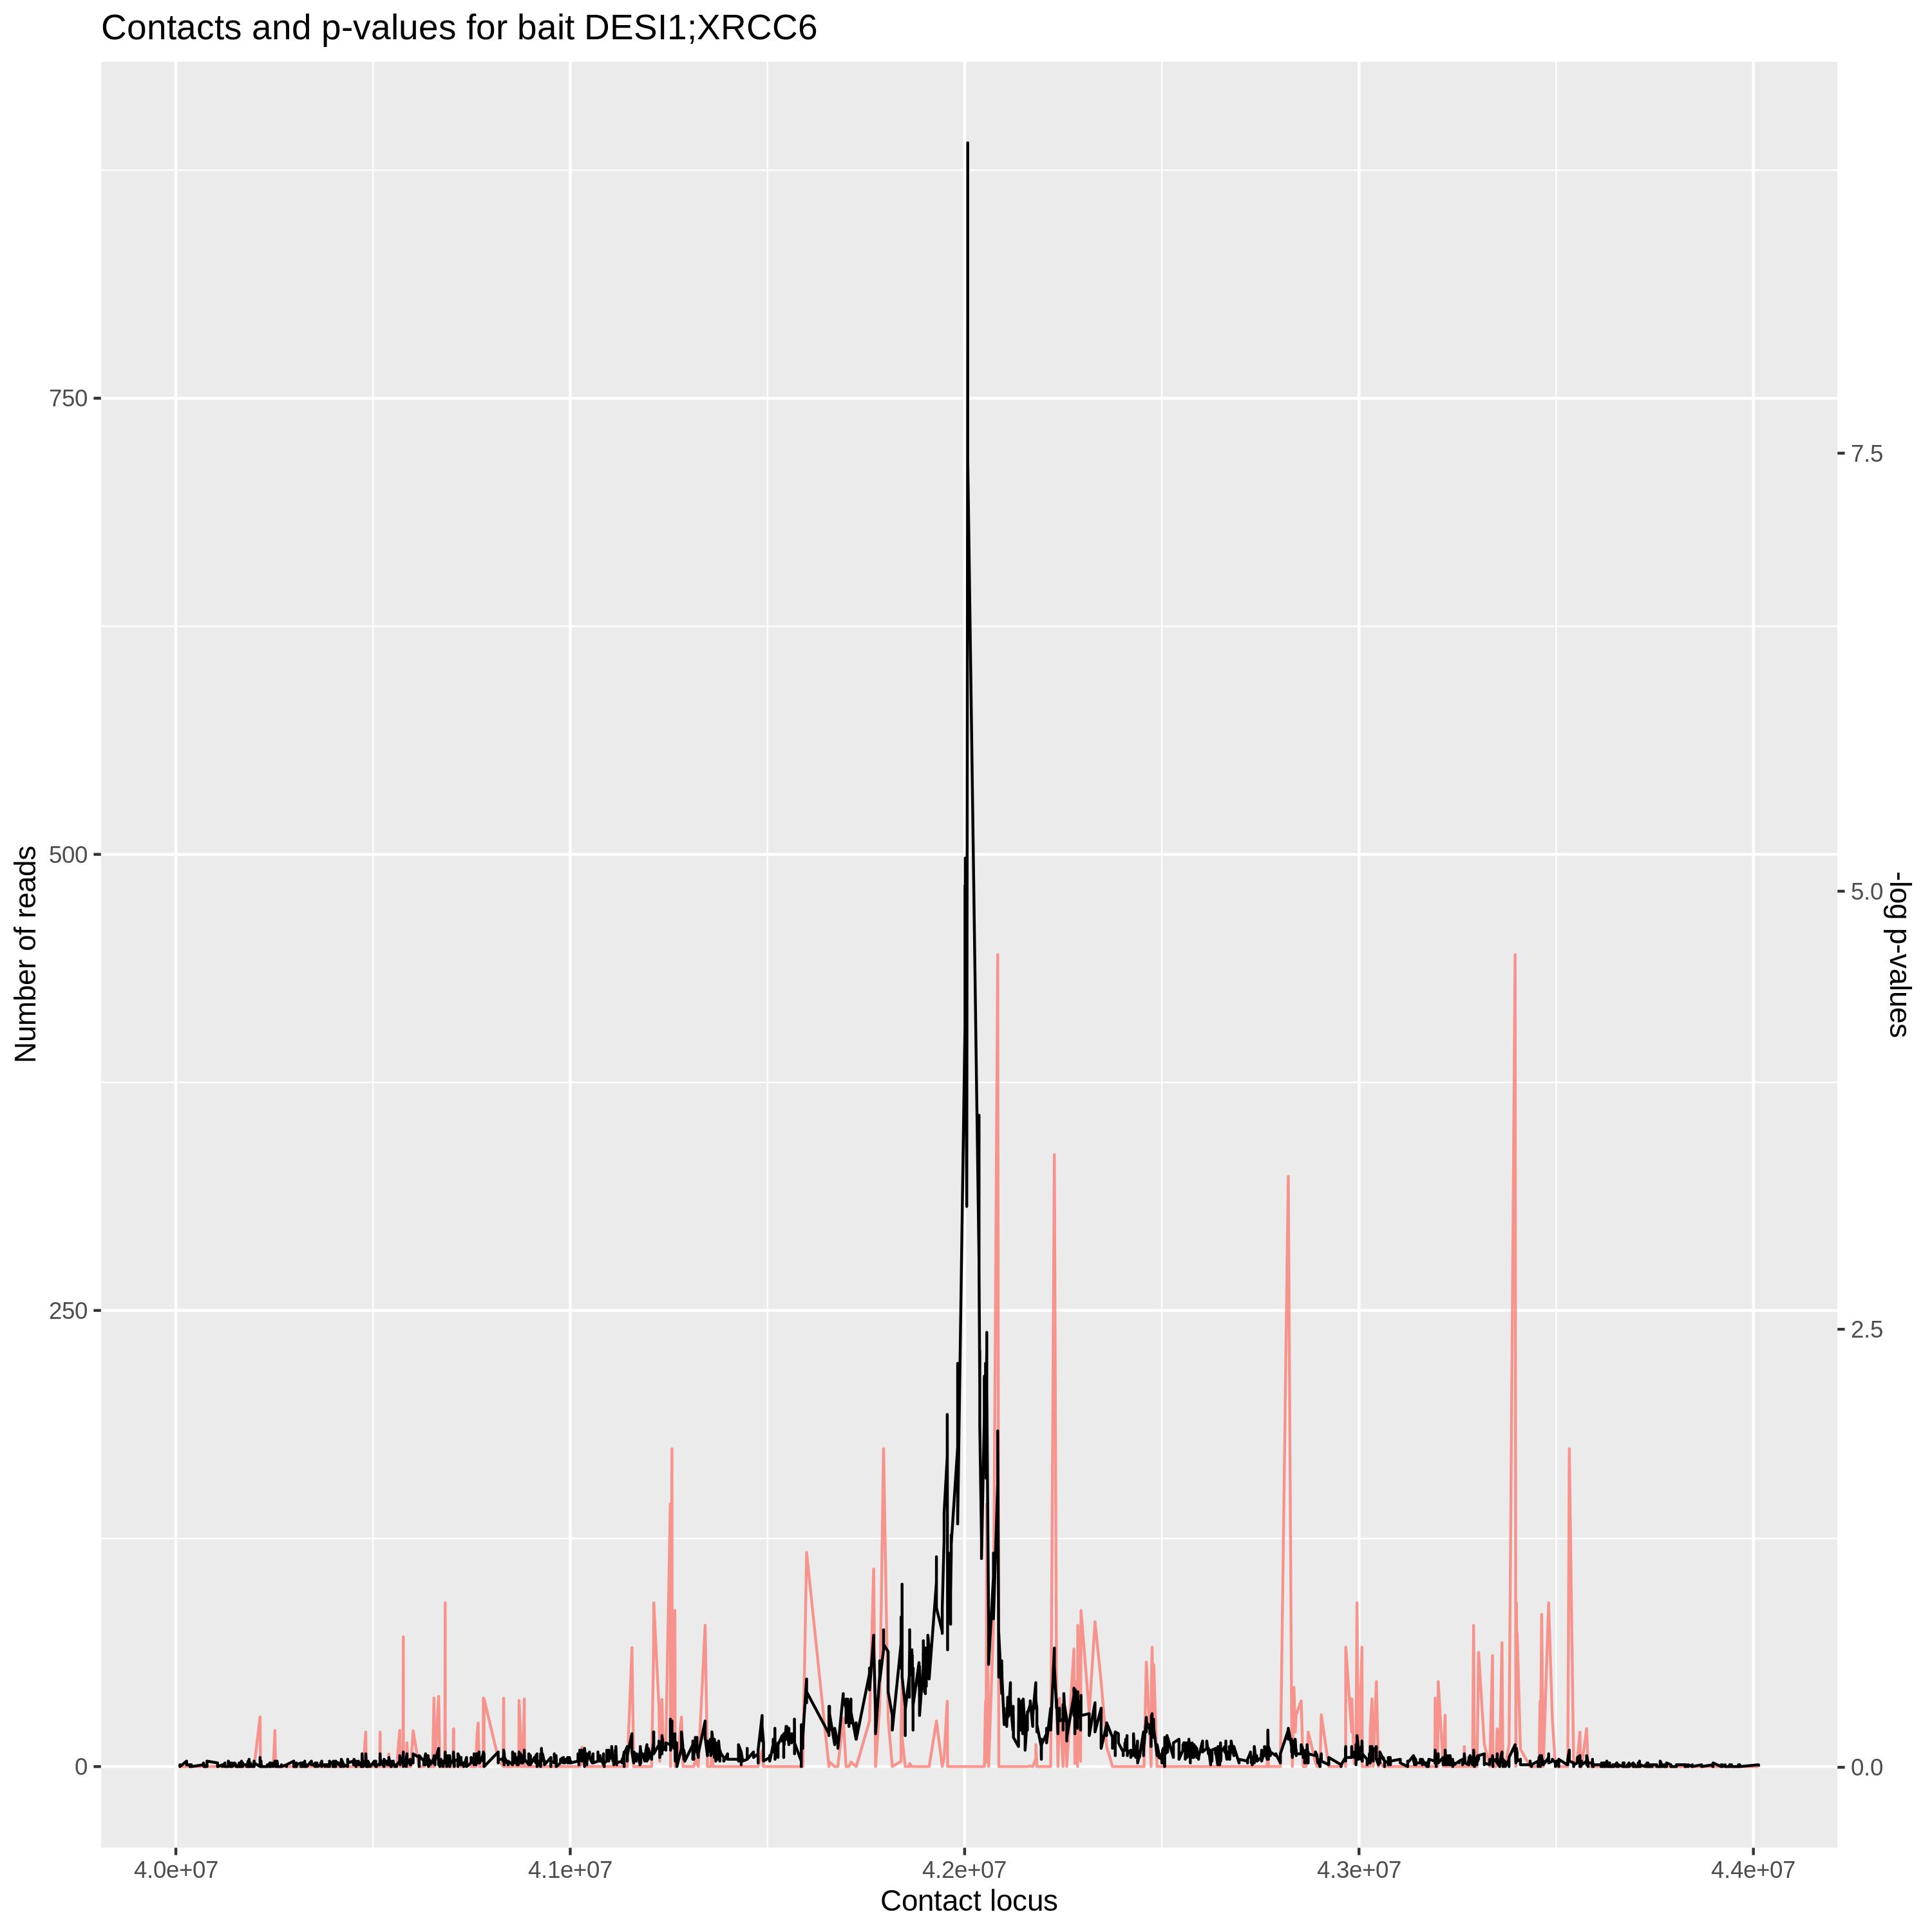 Contacts and p-values for bait DESI1;XRCC6
Number of reads
750
500
250
0
7.5
5.0
2.5
0.0
-log p-values
4.0e+07 4.1e+07 4.2e+07 4.3e+07 4.4e+07
Contact locus